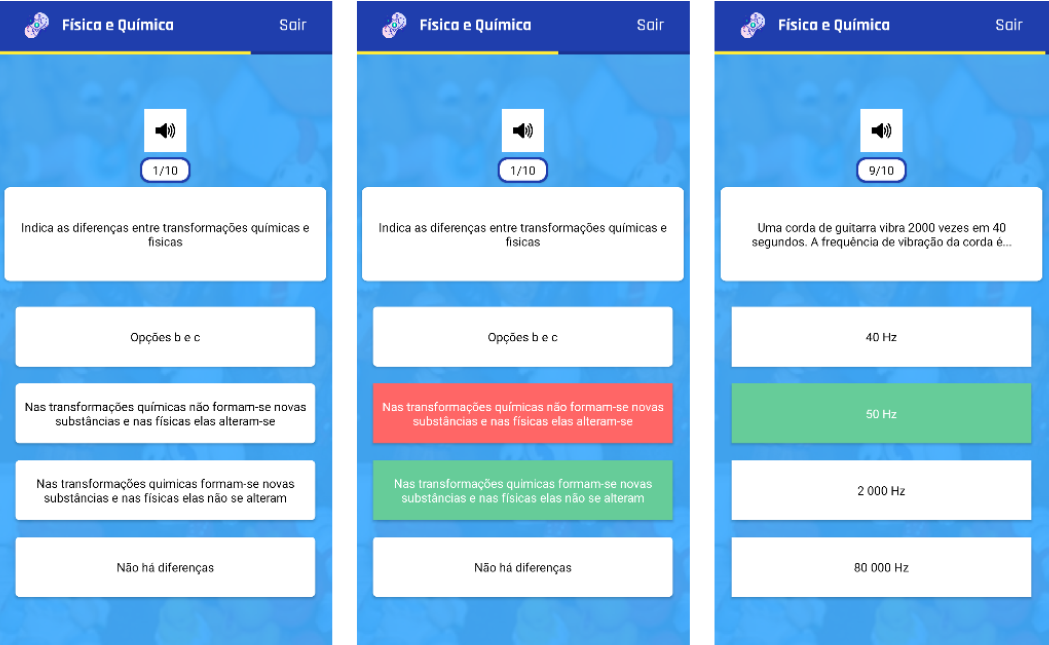 Física e Química
Sair
1/10
Indica as diferenças entre transformações químicas e
fisicas
Opções b e c
Nas transformações químicas não formam-se novas
substâncias e nas físicas elas alteram-se
Nas transformações quimicas formam-se novas
substâncias e nas físicas elas não se alteram
Não há diferenças
Física e Química
Sair
1/10
Indica as diferenças entre transformações químicas e
fisicas
Opções b e c
Nas transformações químicas não formam-se novas
substâncias e nas físicas elas alteram-se
Nas transformações quimicas formam-se novas
substâncias e nas físicas elas não se alteram
Não há diferenças
Física e Química
Sair
9/10
Uma corda de guitarra vibra 2000 vezes em 40
segundos. A frequência de vibração da corda é...
40 Hz
50 Hz
2 000 Hz
80 000 Hz